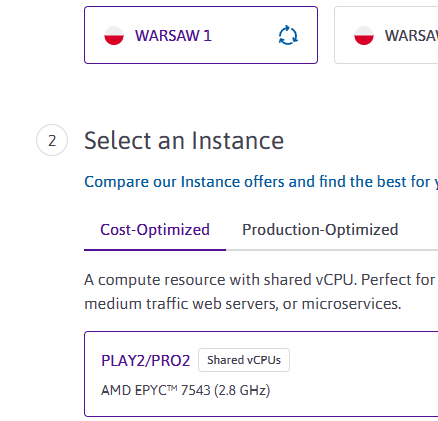 WARSAW 1
WARSAW
2
Select an Instance
Compare our Instance offers and find the best for
Cost-Optimized
Production-Optimized
A compute resource with shared vCPU. Perfect for
medium traffic web servers, or microservices.
PLAY2/PRO2
Shared vCPUs
AMD EPYC™ 7543 (2.8 GHz)